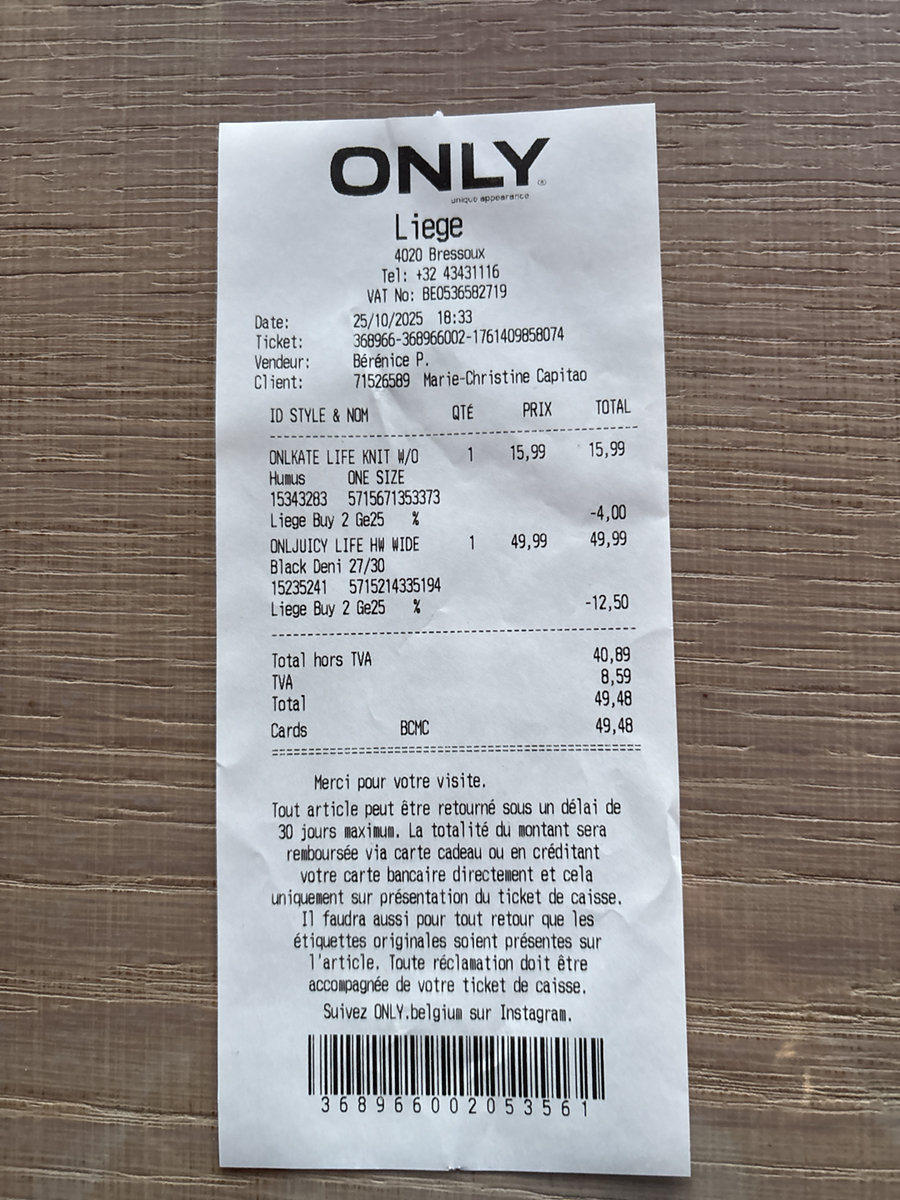 ONLY
unique appearance
Liege
4020 Bressoux
Tel: +32 43431116
VAT No: BE0536582719
Date: 25/10/2025 18:33
Ticket: 368966-368966002-1761409858074
Vendeur: Bérénice P.
Client: 71526589 Marie-Christine Capitao
ID STYLE & NOM QTÉ PRIX TOTAL
ONLKATE LIFE KNIT W/O 1 15,99 15,99
Humus ONE SIZE
15343283 5715671353373
Liege Buy 2 Ge25 % -4,00
ONLJUICY LIFE HW WIDE 1 49,99 49,99
Black Deni 27/30
15235241 5715214335194
Liege Buy 2 Ge25 % -12,50
Total hors TVA 40,89
TVA 8,59
Total 49,48
Cards BCMC 49,48
Merci pour votre visite.
Tout article peut être retourné sous un délai de
30 jours maximum. La totalité du montant sera
remboursée via carte cadeau ou en créditant
votre carte bancaire directement et cela
uniquement sur présentation du ticket de caisse.
Il faudra aussi pour tout retour que les
étiquettes originales soient présentes sur
l'article. Toute réclamation doit être
accompagnée de votre ticket de caisse.
Suivez ONLY.belgium sur Instagram.
368966002053561